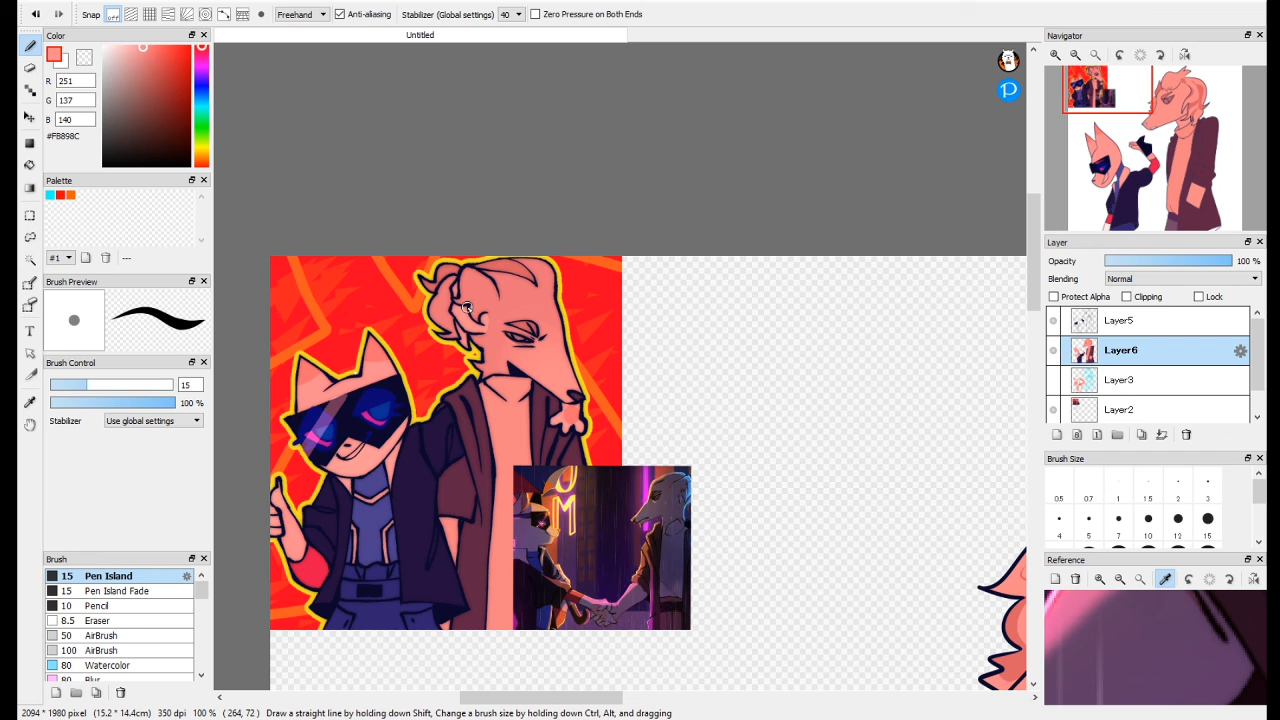 Snap Freehand Anti-aliasing Stabilizer (Global settings) 40 Zero Pressure on Both Ends
Color
Untitled
Navigator
R 251
G 137
B 140
#FB898C
Palette
#1 ---
Brush Preview
Brush Control
15
100 %
Stabilizer Use global settings
Brush
15 Pen Island
15 Pen Island Fade
10 Pencil
8.5 Eraser
50 AirBrush
100 AirBrush
80 Watercolor
80 Blur
P
M
Layer
Opacity 100 %
Blending Normal
Protect Alpha Clipping Lock
Layer5
Layer6
Layer3
Layer2
Brush Size
0.5 0.7 1 1.5 2 3
4 5 7 10 12 15
Reference
2094 * 1980 pixel (15.2 * 14.4cm) 350 dpi 100 % ( 264, 72 ) Draw a straight line by holding down Shift, Change a brush size by holding down Ctrl, Alt, and dragging